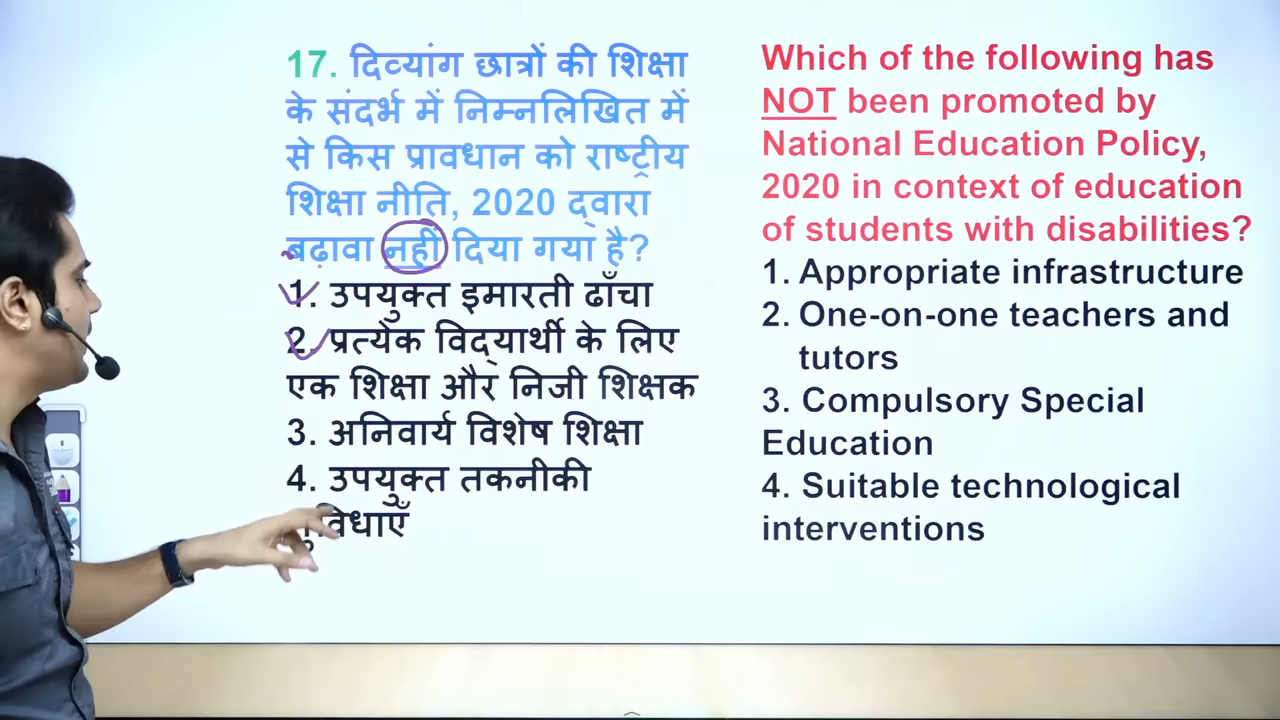 17. दिव्यांग छात्रों की शिक्षा
के संदर्भ में निम्नलिखित में
से किस प्रावधान को राष्ट्रीय
शिक्षा नीति, 2020 द्वारा
बढ़ावा नहीं दिया गया है?
1. उपयुक्त इमारती ढाँचा
2. प्रत्येक विद्यार्थी के लिए
एक शिक्षा और निजी शिक्षक
3. अनिवार्य विशेष शिक्षा
4. उपयुक्त तकनीकी
सुविधाएँ
Which of the following has
NOT been promoted by
National Education Policy,
2020 in context of education
of students with disabilities?
1. Appropriate infrastructure
2. One-on-one teachers and
tutors
3. Compulsory Special
Education
4. Suitable technological
interventions